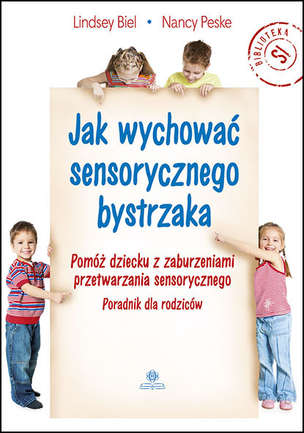 Lindsey Biel • Nancy Peske
BIBLIOTEKA
SI
Jak wychować
sensorycznego
bystrzaka
Pomóż dziecku z zaburzeniami
przetwarzania sensorycznego
Poradnik dla rodziców